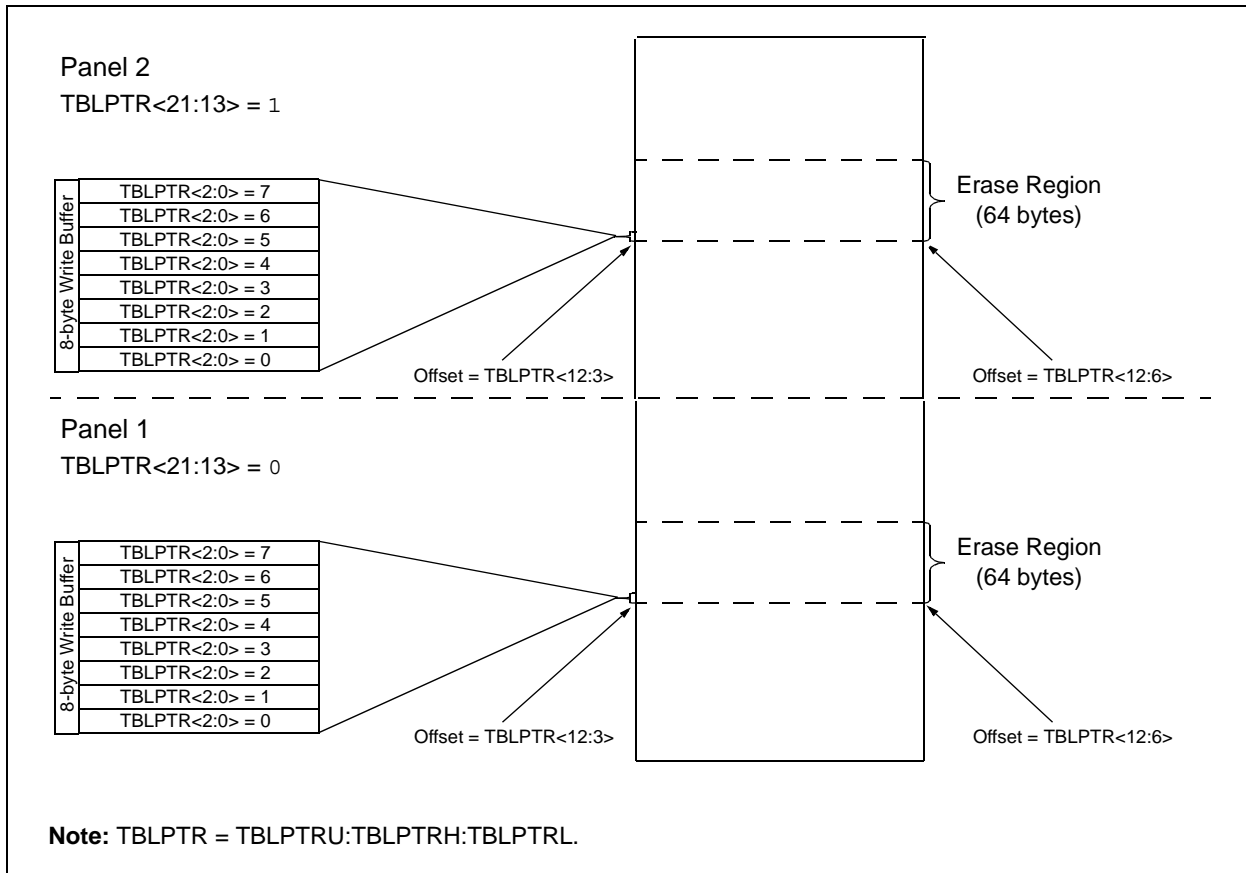 Panel 2
TBLPTR<21:13> = 1
8-byte Write Buffer
TBLPTR<2:0> = 7
TBLPTR<2:0> = 6
TBLPTR<2:0> = 5
TBLPTR<2:0> = 4
TBLPTR<2:0> = 3
TBLPTR<2:0> = 2
TBLPTR<2:0> = 1
TBLPTR<2:0> = 0
Offset = TBLPTR<12:3>
Erase Region
(64 bytes)
Offset = TBLPTR<12:6>
Panel 1
TBLPTR<21:13> = 0
8-byte Write Buffer
TBLPTR<2:0> = 7
TBLPTR<2:0> = 6
TBLPTR<2:0> = 5
TBLPTR<2:0> = 4
TBLPTR<2:0> = 3
TBLPTR<2:0> = 2
TBLPTR<2:0> = 1
TBLPTR<2:0> = 0
Offset = TBLPTR<12:3>
Erase Region
(64 bytes)
Offset = TBLPTR<12:6>
Note: TBLPTR = TBLPTRU:TBLPTRH:TBLPTRL.